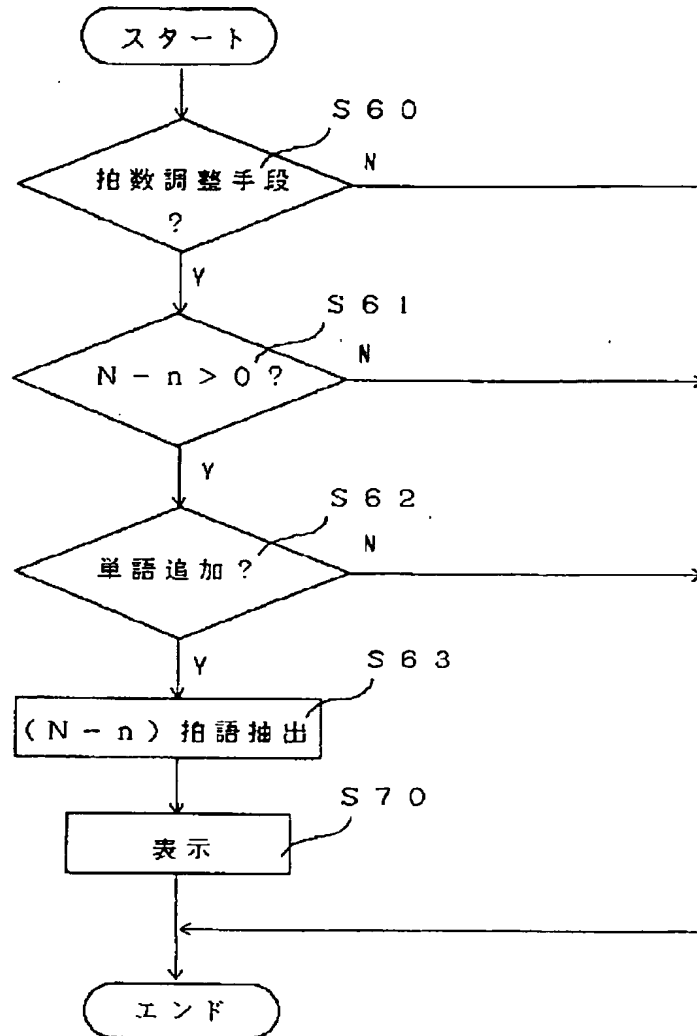 スタート
S60
拍数調整手段
?
N
Y
S61
N-n>0?
N
Y
S62
単語追加?
N
Y
S63
(N-n)拍語抽出
S70
表示
エンド